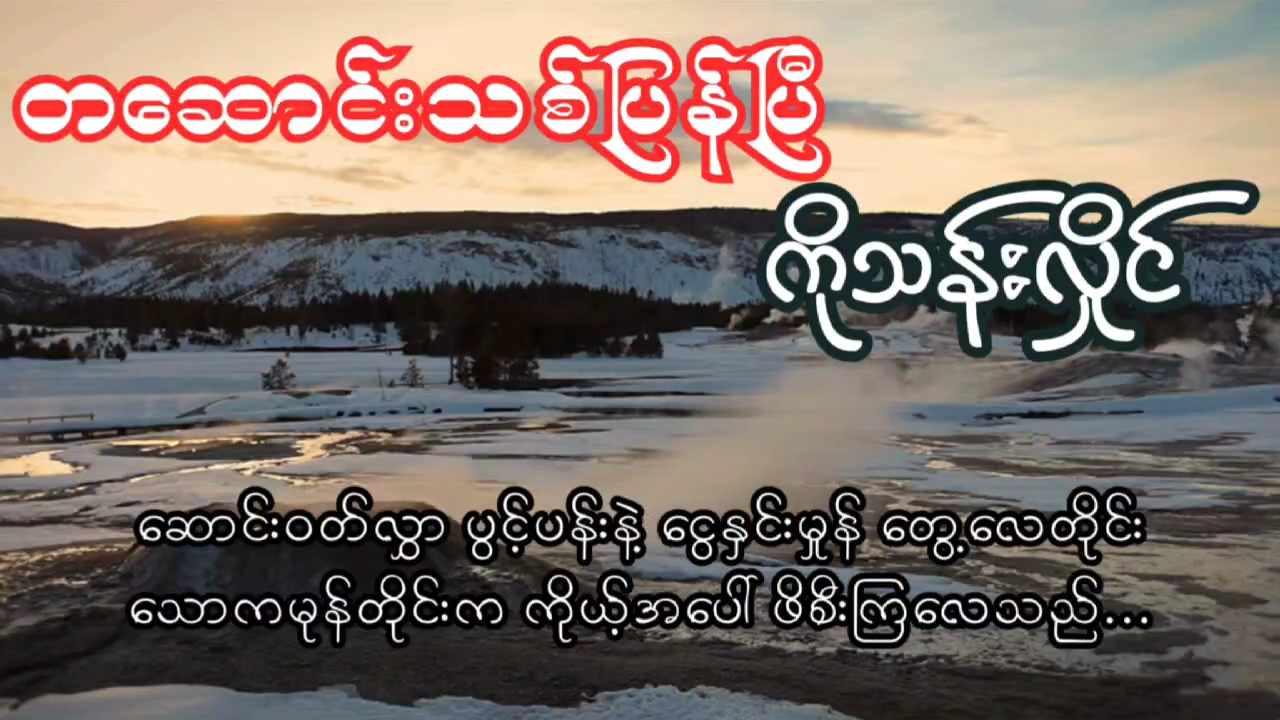 တဆောင်းသစ်ပြန်ပြီ
ကိုသန်းလှိုင်
ဆောင်းဝတ်လွှာ ပွင့်ပန်းနဲ့ ငွေနှင်းမှုန် တွေ့လေတိုင်း
သောကမုန်တိုင်းက ကိုယ့်အပေါ် ဖိစီးကြလေသည်...